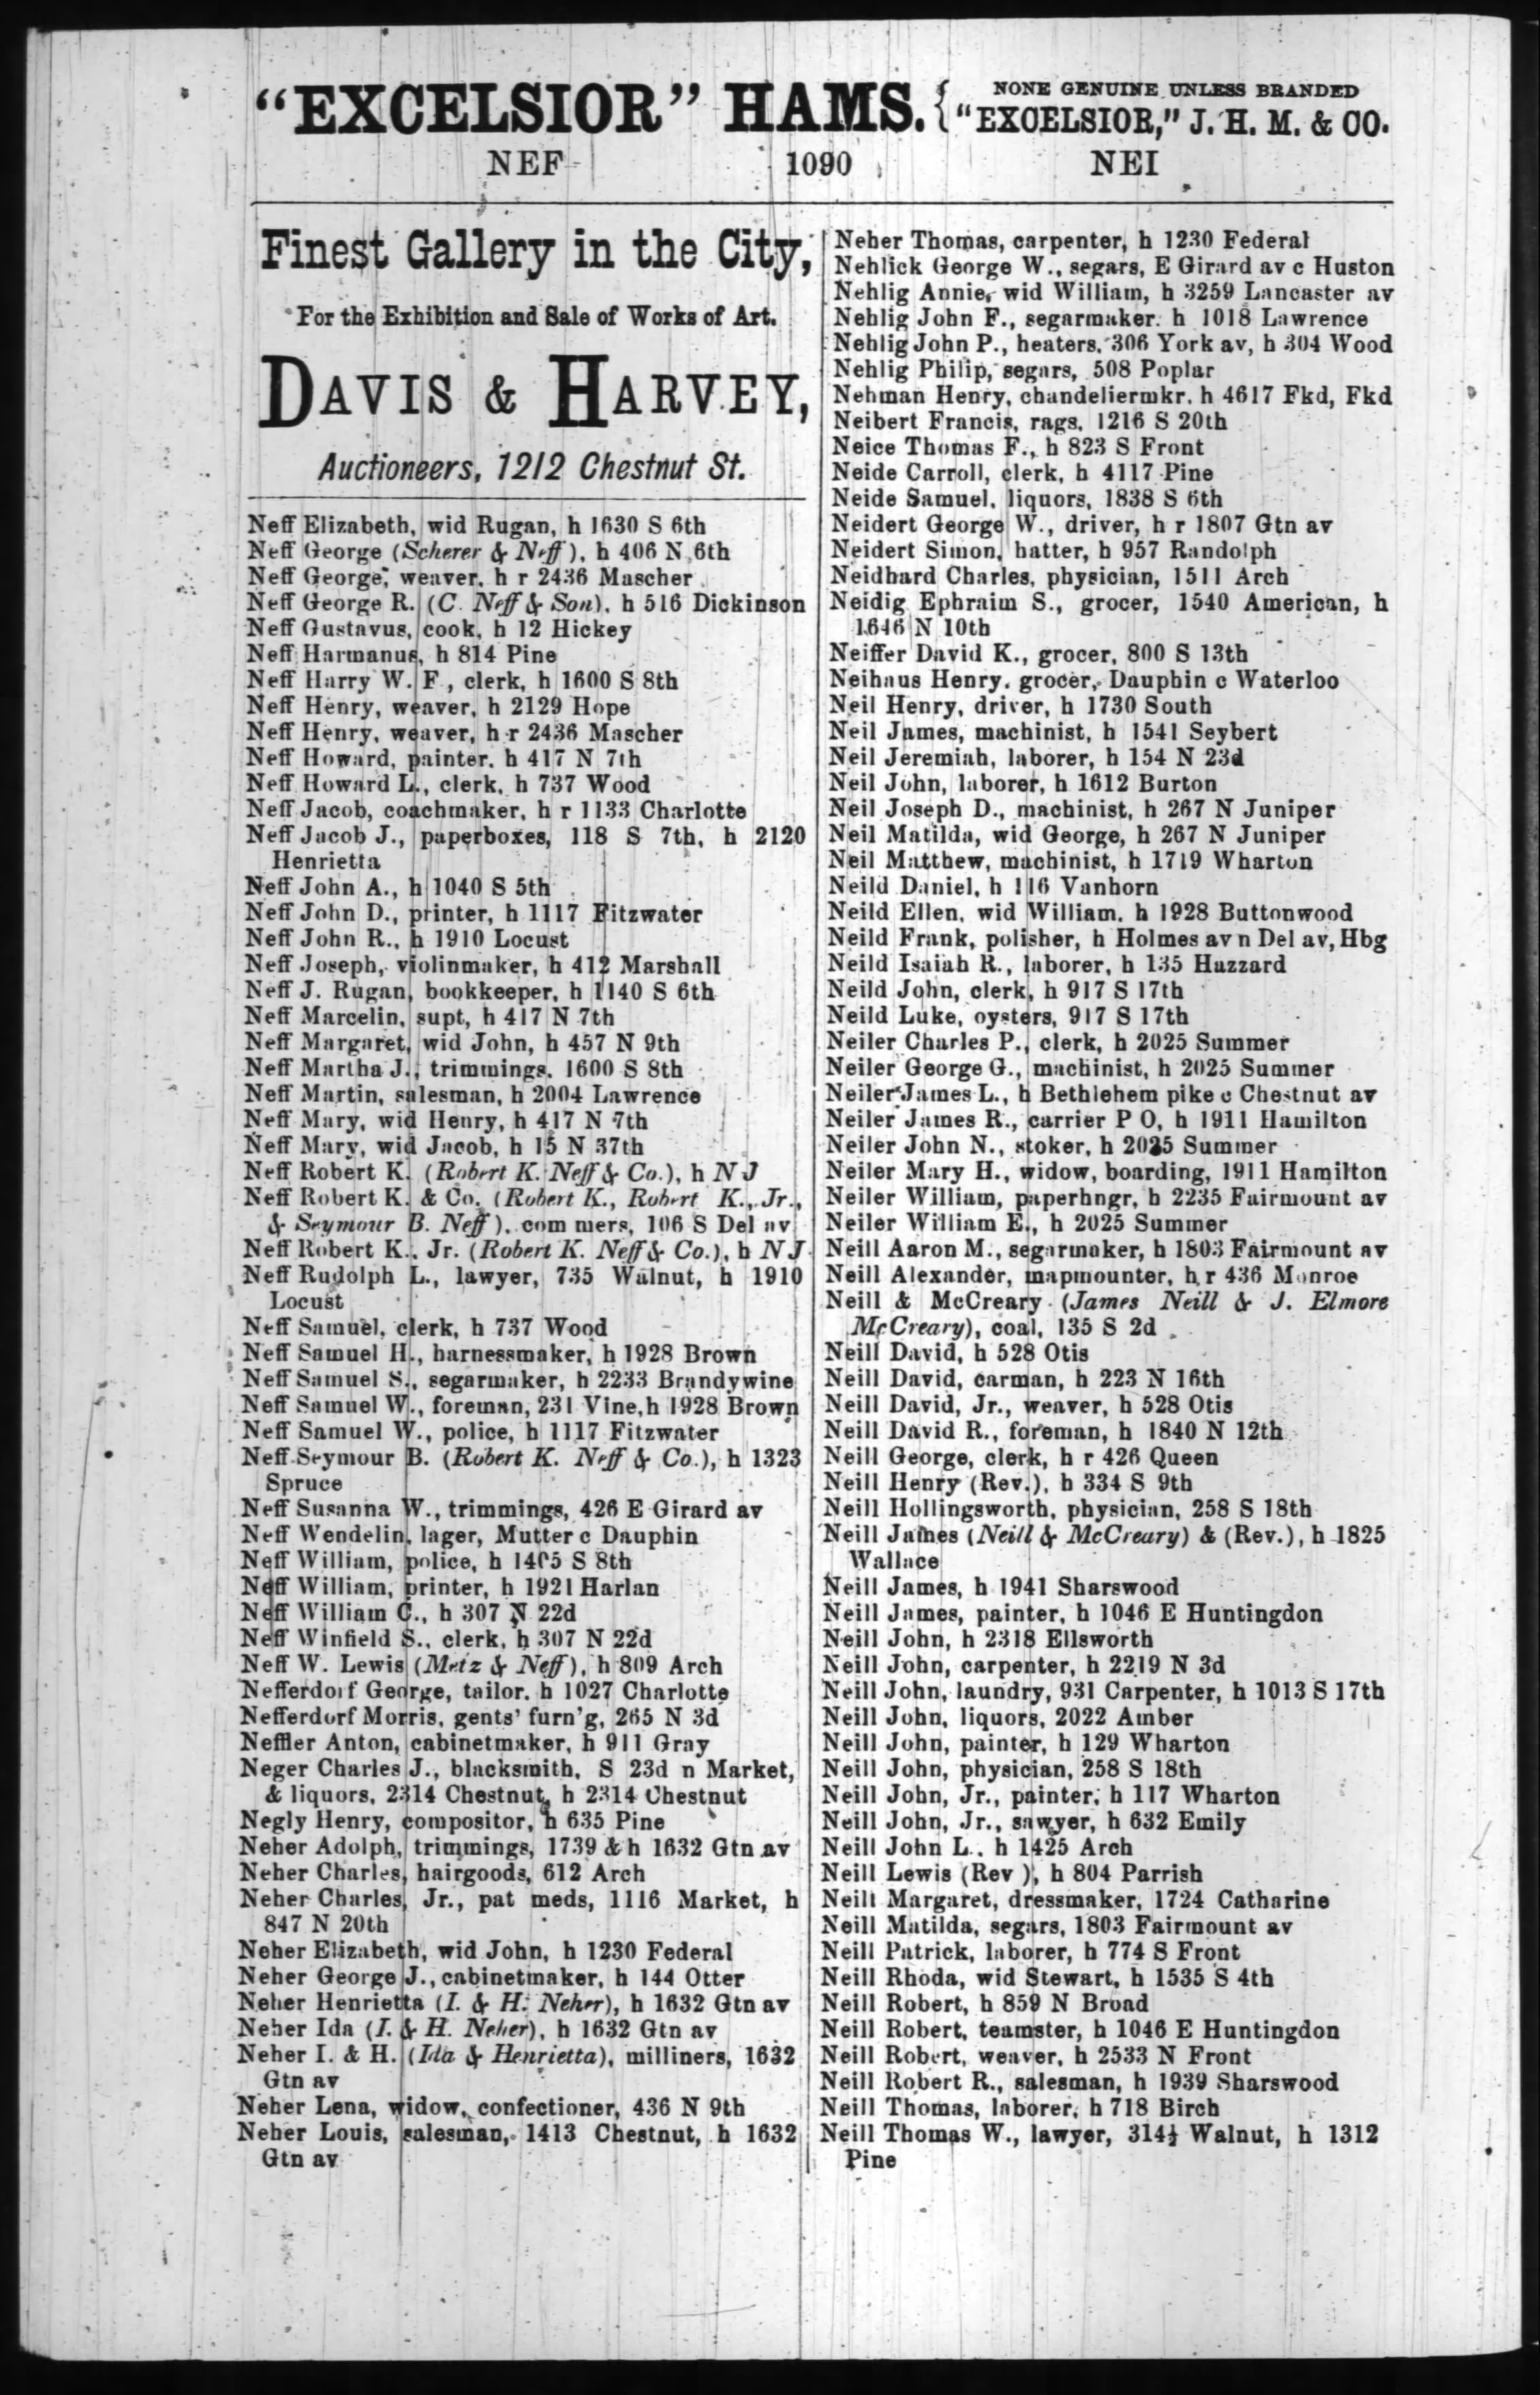 "EXCELSIOR" HAMS. { NONE GENUINE UNLESS BRANDED
"EXCELSIOR," J. H. M. & CO.
NEF 1090 NEI
Finest Gallery in the City,
For the Exhibition and Sale of Works of Art.
DAVIS & HARVEY,
Auctioneers, 1212 Chestnut St.
Neff Elizabeth, wid Rugan, h 1630 S 6th
Neff George (Scherer & Neff), h 406 N 6th
Neff George, weaver, h r 2436 Mascher
Neff George R. (C. Neff & Son), h 516 Dickinson
Neff Gustavus, cook, h 12 Hickey
Neff Harmanus, h 814 Pine
Neff Harry W. F., clerk, h 1600 S 8th
Neff Henry, weaver, h 2129 Hope
Neff Henry, weaver, h r 2436 Mascher
Neff Howard, painter, h 417 N 7th
Neff Howard L., clerk, h 737 Wood
Neff Jacob, coachmaker, h r 1133 Charlotte
Neff Jacob J., paperboxes, 118 S 7th, h 2120
Henrietta
Neff John A., h 1040 S 5th
Neff John D., printer, h 1117 Fitzwater
Neff John R., h 1910 Locust
Neff Joseph, violinmaker, h 412 Marshall
Neff J. Rugan, bookkeeper, h 1140 S 6th
Neff Marcelin, supt, h 417 N 7th
Neff Margaret, wid John, h 457 N 9th
Neff Martha J., trimmings, 1600 S 8th
Neff Martin, salesman, h 2004 Lawrence
Neff Mary, wid Henry, h 417 N 7th
Neff Mary, wid Jacob, h 15 N 37th
Neff Robert K. (Robert K. Neff & Co.), h N J
Neff Robert K. & Co. (Robert K., Robert K., Jr.,
& Seymour B. Neff), com mers, 106 S Del av
Neff Robert K., Jr. (Robert K. Neff & Co.), h N J
Neff Rudolph L., lawyer, 735 Walnut, h 1910
Locust
Neff Samuel, clerk, h 737 Wood
Neff Samuel H., harnessmaker, h 1928 Brown
Neff Samuel S., segarmaker, h 2233 Brandywine
Neff Samuel W., foreman, 231 Vine, h 1928 Brown
Neff Samuel W., police, h 1117 Fitzwater
Neff Seymour B. (Robert K. Neff & Co.), h 1323
Spruce
Neff Susanna W., trimmings, 426 E Girard av
Neff Wendelin, lager, Mutter c Dauphin
Neff William, police, h 1405 S 8th
Neff William, printer, h 1921 Harlan
Neff William C., h 307 N 22d
Neff Winfield S., clerk, h 307 N 22d
Neff W. Lewis (Metz & Neff), h 809 Arch
Nefferdorf George, tailor, h 1027 Charlotte
Nefferdorf Morris, gents' furn'g, 265 N 3d
Neffler Anton, cabinetmaker, h 911 Gray
Neger Charles J., blacksmith, S 23d n Market,
& liquors, 2314 Chestnut, h 2314 Chestnut
Negly Henry, compositor, h 635 Pine
Neher Adolph, trimmings, 1739 & h 1632 Gtn av
Neher Charles, hairgoods, 612 Arch
Neher Charles, Jr., pat meds, 1116 Market, h
847 N 20th
Neher Elizabeth, wid John, h 1230 Federal
Neher George J., cabinetmaker, h 144 Otter
Neher Henrietta (I. & H. Neher), h 1632 Gtn av
Neher Ida (I. & H. Neher), h 1632 Gtn av
Neher I. & H. (Ida & Henrietta), milliners, 1632
Gtn av
Neher Lena, widow, confectioner, 436 N 9th
Neher Louis, salesman, 1413 Chestnut, h 1632
Gtn av
Neher Thomas, carpenter, h 1230 Federal
Nehlick George W., segars, E Girard av c Huston
Nehlig Annie, wid William, h 3259 Lancaster av
Nehlig John F., segarmaker, h 1018 Lawrence
Nehlig John P., heaters, 306 York av, h 304 Wood
Nehlig Philip, segars, 508 Poplar
Nehman Henry, chandeliermkr, h 4617 Fkd, Fkd
Neibert Francis, rags, 1216 S 20th
Neice Thomas F., h 823 S Front
Neide Carroll, clerk, h 4117 Pine
Neide Samuel, liquors, 1838 S 6th
Neidert George W., driver, h r 1807 Gtn av
Neidert Simon, hatter, h 957 Randolph
Neidhard Charles, physician, 1511 Arch
Neidig Ephraim S., grocer, 1540 American, h
1646 N 10th
Neiffer David K., grocer, 800 S 13th
Neihaus Henry, grocer, Dauphin c Waterloo
Neil Henry, driver, h 1730 South
Neil James, machinist, h 1541 Seybert
Neil Jeremiah, laborer, h 154 N 23d
Neil John, laborer, h 1612 Burton
Neil Joseph D., machinist, h 267 N Juniper
Neil Matilda, wid George, h 267 N Juniper
Neil Matthew, machinist, h 1719 Wharton
Neild Daniel, h 116 Vanhorn
Neild Ellen, wid William, h 1928 Buttonwood
Neild Frank, polisher, h Holmes av n Del av, Hbg
Neild Isaiah R., laborer, h 135 Hazzard
Neild John, clerk, h 917 S 17th
Neild Luke, oysters, 917 S 17th
Neiler Charles P., clerk, h 2025 Summer
Neiler George G., machinist, h 2025 Summer
Neiler James L., h Bethlehem pike c Chestnut av
Neiler James R., carrier P O, h 1911 Hamilton
Neiler John N., stoker, h 2025 Summer
Neiler Mary H., widow, boarding, 1911 Hamilton
Neiler William, paperhngr, h 2235 Fairmount av
Neiler William E., h 2025 Summer
Neill Aaron M., segarmaker, h 1803 Fairmount av
Neill Alexander, mapmounter, h r 436 Monroe
Neill & McCreary (James Neill & J. Elmore
McCreary), coal, 135 S 2d
Neill David, h 528 Otis
Neill David, carman, h 223 N 16th
Neill David, Jr., weaver, h 528 Otis
Neill David R., foreman, h 1840 N 12th
Neill George, clerk, h r 426 Queen
Neill Henry (Rev.), h 334 S 9th
Neill Hollingsworth, physician, 258 S 18th
Neill James (Neill & McCreary) & (Rev.), h 1825
Wallace
Neill James, h 1941 Sharswood
Neill James, painter, h 1046 E Huntingdon
Neill John, h 2318 Ellsworth
Neill John, carpenter, h 2219 N 3d
Neill John, laundry, 931 Carpenter, h 1013 S 17th
Neill John, liquors, 2022 Amber
Neill John, painter, h 129 Wharton
Neill John, physician, 258 S 18th
Neill John, Jr., painter, h 117 Wharton
Neill John, Jr., sawyer, h 632 Emily
Neill John L., h 1425 Arch
Neill Lewis (Rev ), h 804 Parrish
Neill Margaret, dressmaker, 1724 Catharine
Neill Matilda, segars, 1803 Fairmount av
Neill Patrick, laborer, h 774 S Front
Neill Rhoda, wid Stewart, h 1535 S 4th
Neill Robert, h 859 N Broad
Neill Robert, teamster, h 1046 E Huntingdon
Neill Robert, weaver, h 2533 N Front
Neill Robert R., salesman, h 1939 Sharswood
Neill Thomas, laborer, h 718 Birch
Neill Thomas W., lawyer, 314½ Walnut, h 1312
Pine